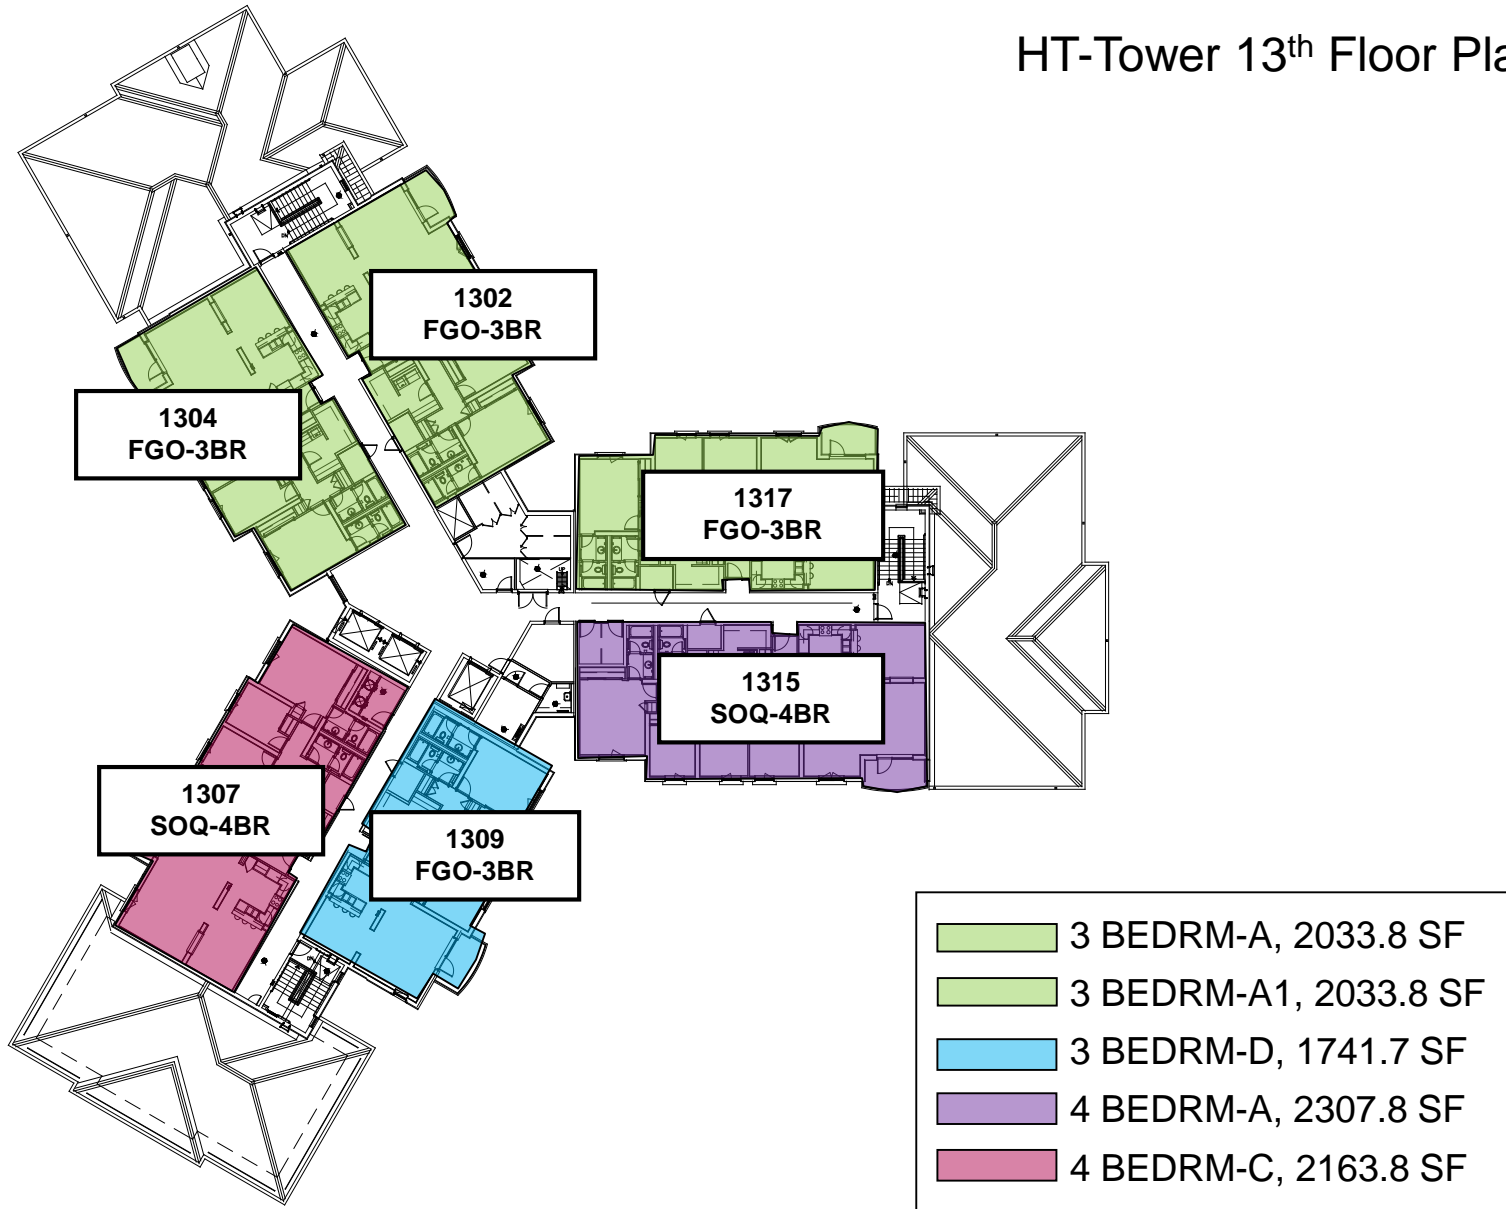 HT-Tower 13th Floor Pla
1302
FGO-3BR
1304
FGO-3BR
1317
FGO-3BR
1315
SOQ-4BR
1307
SOQ-4BR
1309
FGO-3BR
3 BEDRM-A, 2033.8 SF
3 BEDRM-A1, 2033.8 SF
3 BEDRM-D, 1741.7 SF
4 BEDRM-A, 2307.8 SF
4 BEDRM-C, 2163.8 SF